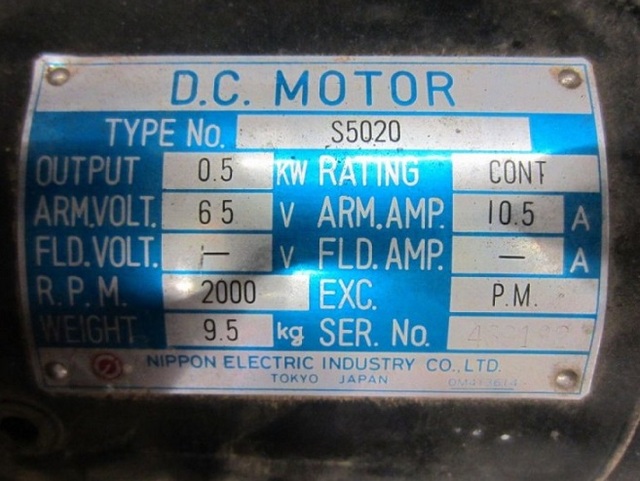 D.C. MOTOR
TYPE No. S5020
OUTPUT 0.5 KW RATING CONT
ARM.VOLT. 65 V ARM.AMP. 10.5 A
FLD.VOLT. — V FLD.AMP. — A
R.P.M. 2000 EXC. P.M.
WEIGHT 9.5 kg SER. No.
NIPPON ELECTRIC INDUSTRY CO., LTD.
TOKYO JAPAN